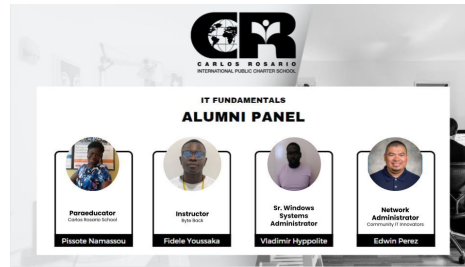 CR
CARLOS ROSARIO
INTERNATIONAL PUBLIC CHARTER SCHOOL
IT FUNDAMENTALS
ALUMNI PANEL
Paraeducator
Carlos Rosario School
Pissote Namassou
Instructor
Byte Back
Fidele Youssaka
Sr. Windows
Systems
Administrator
Vladimir Hyppolite
Network
Administrator
Community IT Innovators
Edwin Perez